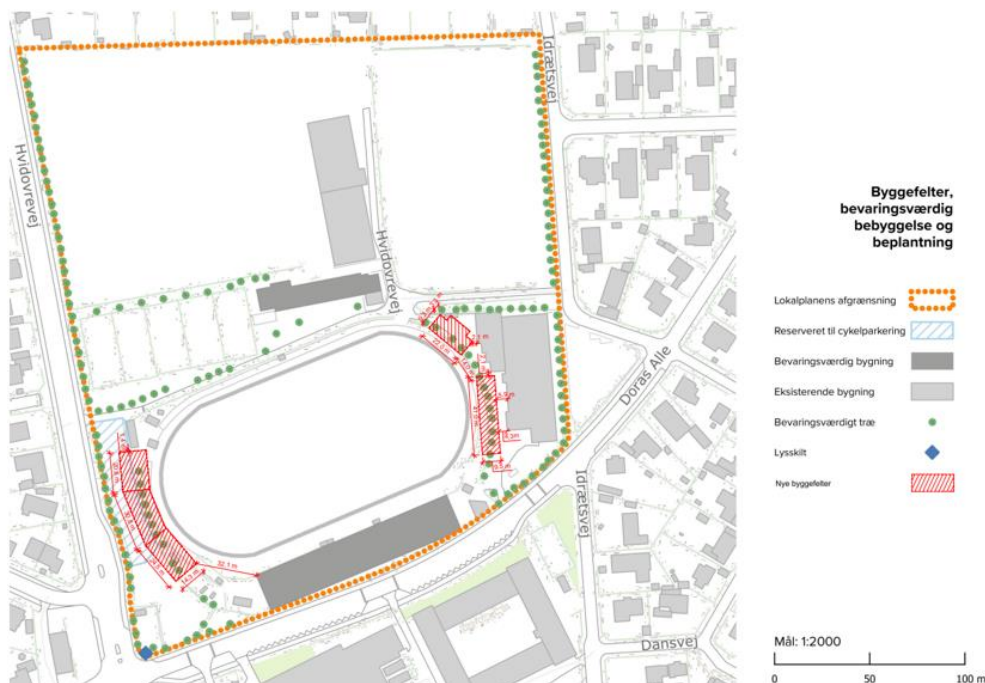 Idrætsvej
Hvidovrevej
Hvidovrevej
Doras Alle
Idrætsvej
Dansvej
32.1 m
Byggefelter,
bevaringsværdig
bebyggelse og
beplantning
Lokalplanens afgrænsning
Reserveret til cykelparkering
Bevaringsværdig bygning
Eksisterende bygning
Bevaringsværdigt træ
Lysskilt
Nye byggefelter
Mål: 1:2000
0 50 100 m